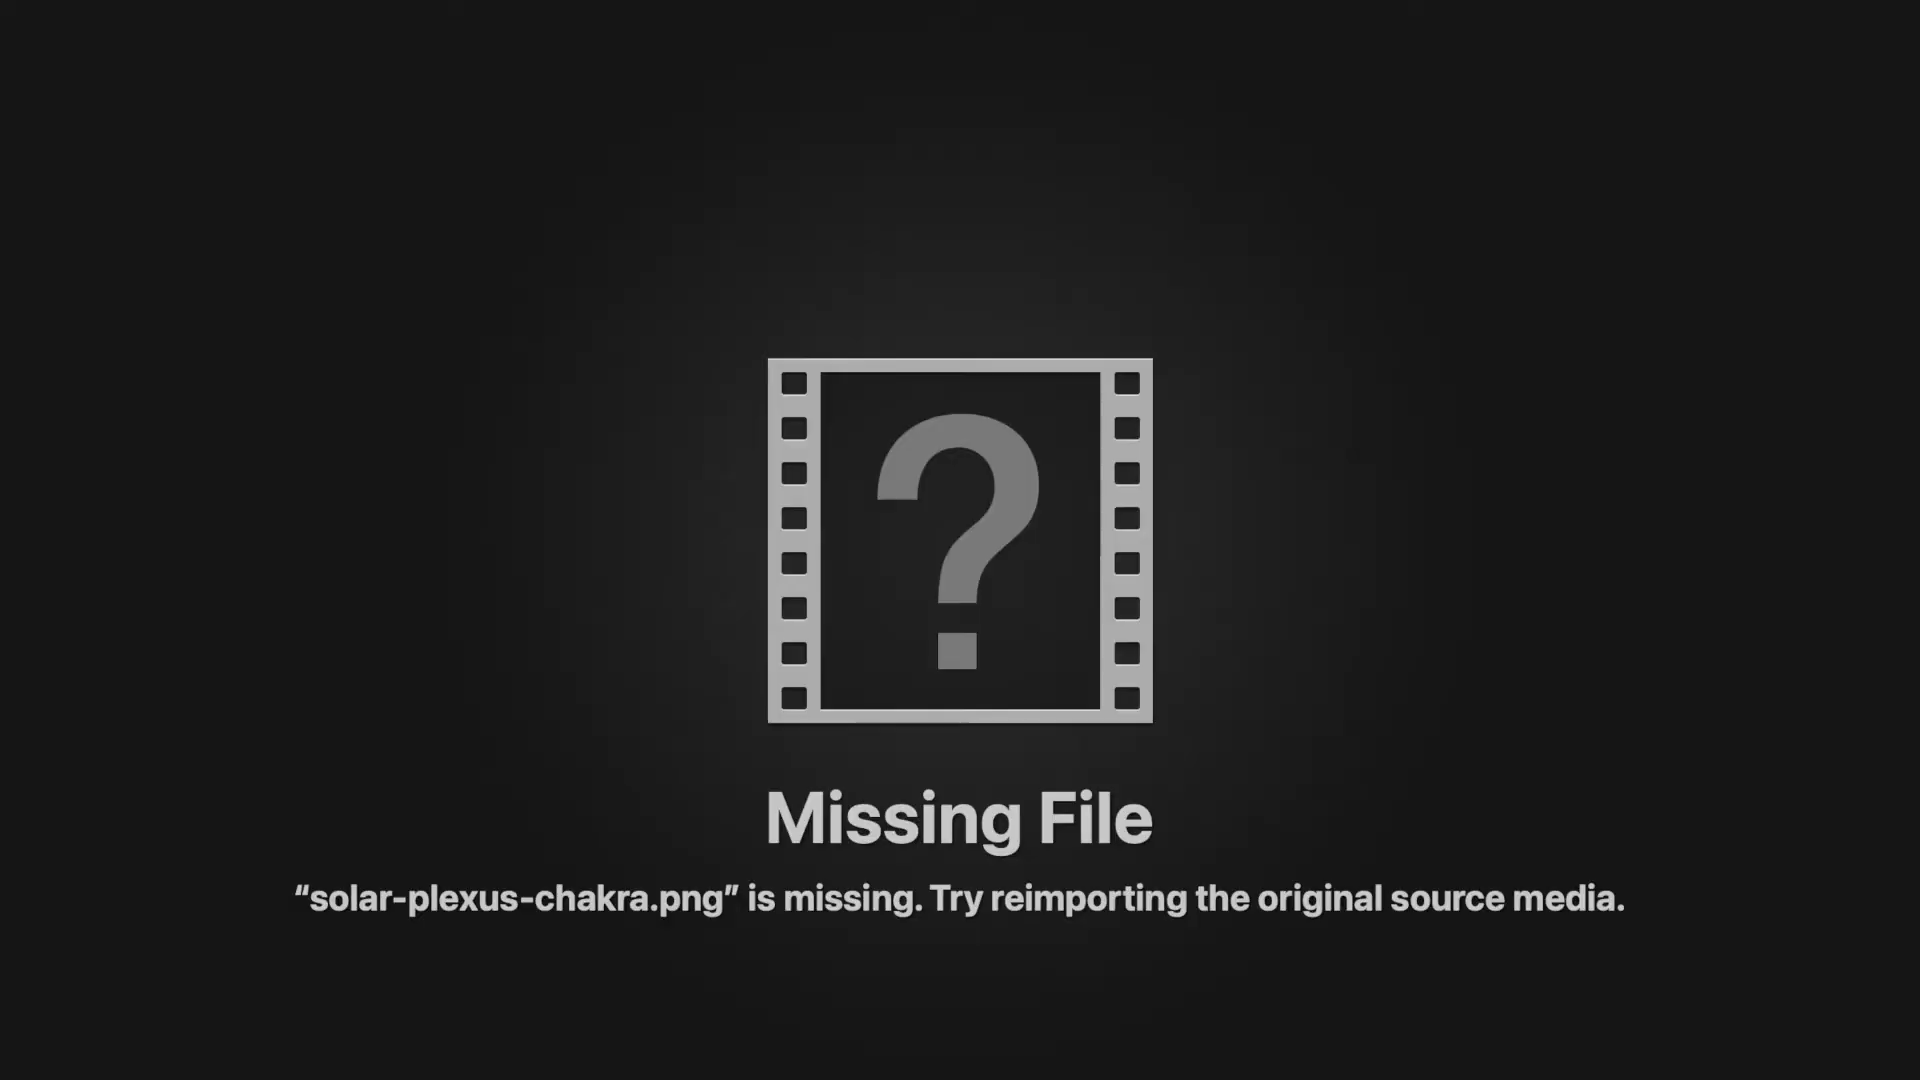 ?
Missing File
“solar-plexus-chakra.png” is missing. Try reimporting the original source media.